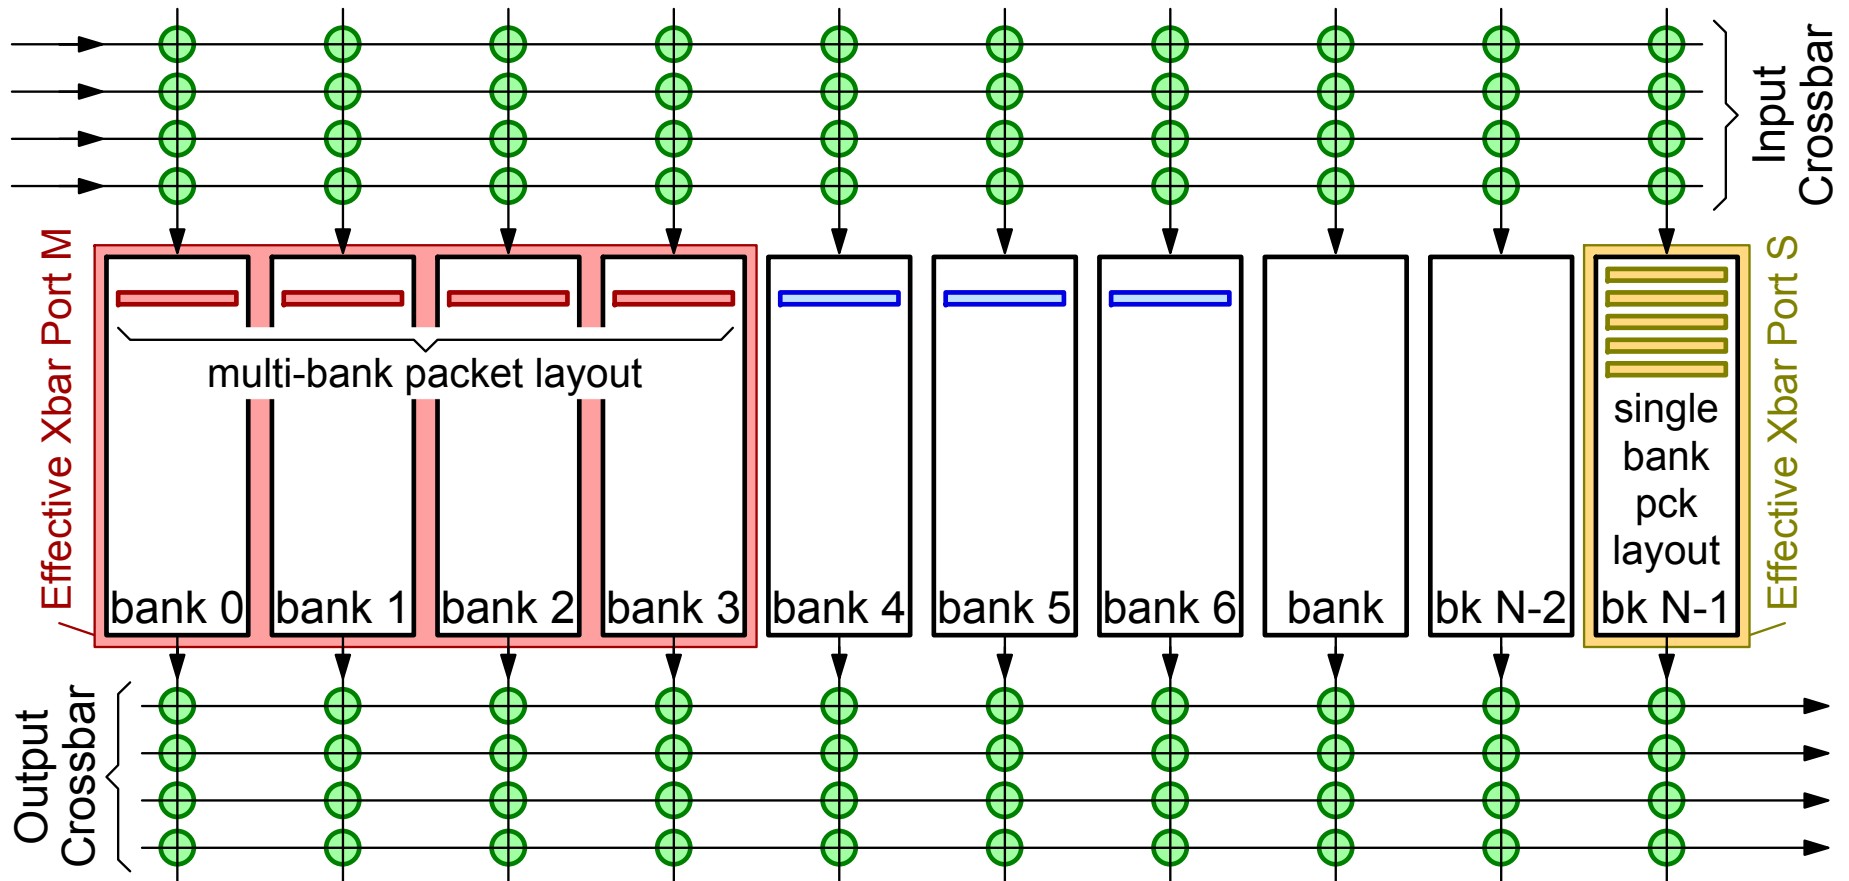 Input
Crossbar
Effective Xbar Port M
multi-bank packet layout
single
bank
pck
layout
Effective Xbar Port S
bank 0
bank 1
bank 2
bank 3
bank 4
bank 5
bank 6
bank
bk N-2
bk N-1
Output
Crossbar